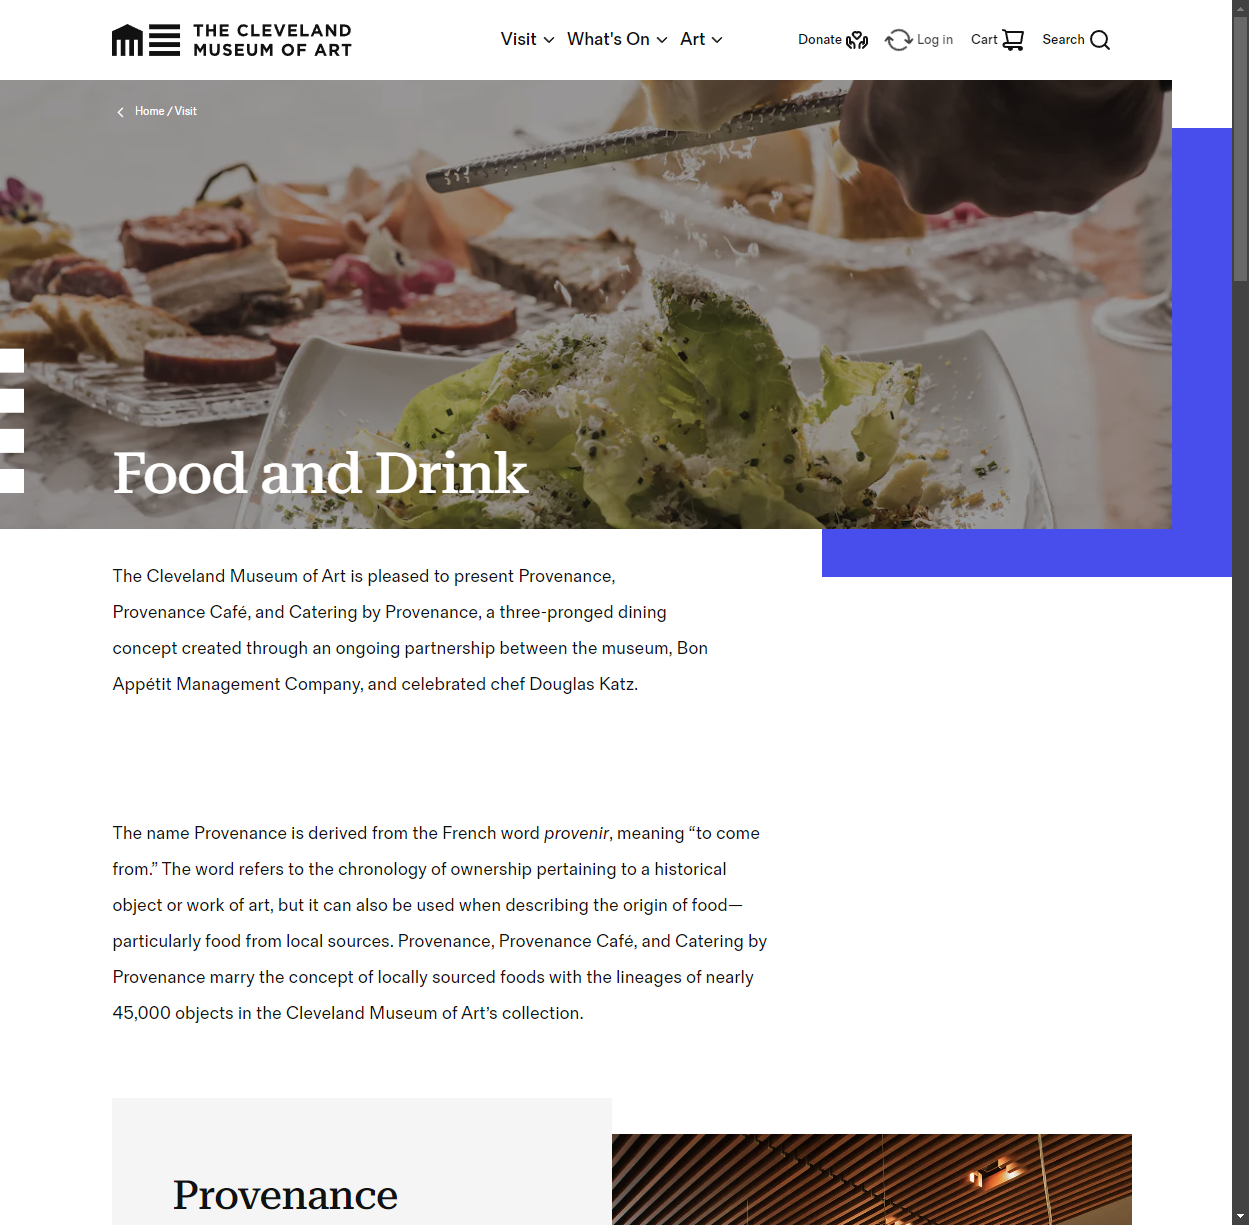 THE CLEVELAND
MUSEUM OF ART
Visit What's On Art Donate Log in Cart Search
Home / Visit
Food and Drink
The Cleveland Museum of Art is pleased to present Provenance,
Provenance Café, and Catering by Provenance, a three-pronged dining
concept created through an ongoing partnership between the museum, Bon
Appétit Management Company, and celebrated chef Douglas Katz.
The name Provenance is derived from the French word provenir, meaning “to come
from.” The word refers to the chronology of ownership pertaining to a historical
object or work of art, but it can also be used when describing the origin of food—
particularly food from local sources. Provenance, Provenance Café, and Catering by
Provenance marry the concept of locally sourced foods with the lineages of nearly
45,000 objects in the Cleveland Museum of Art’s collection.
Provenance